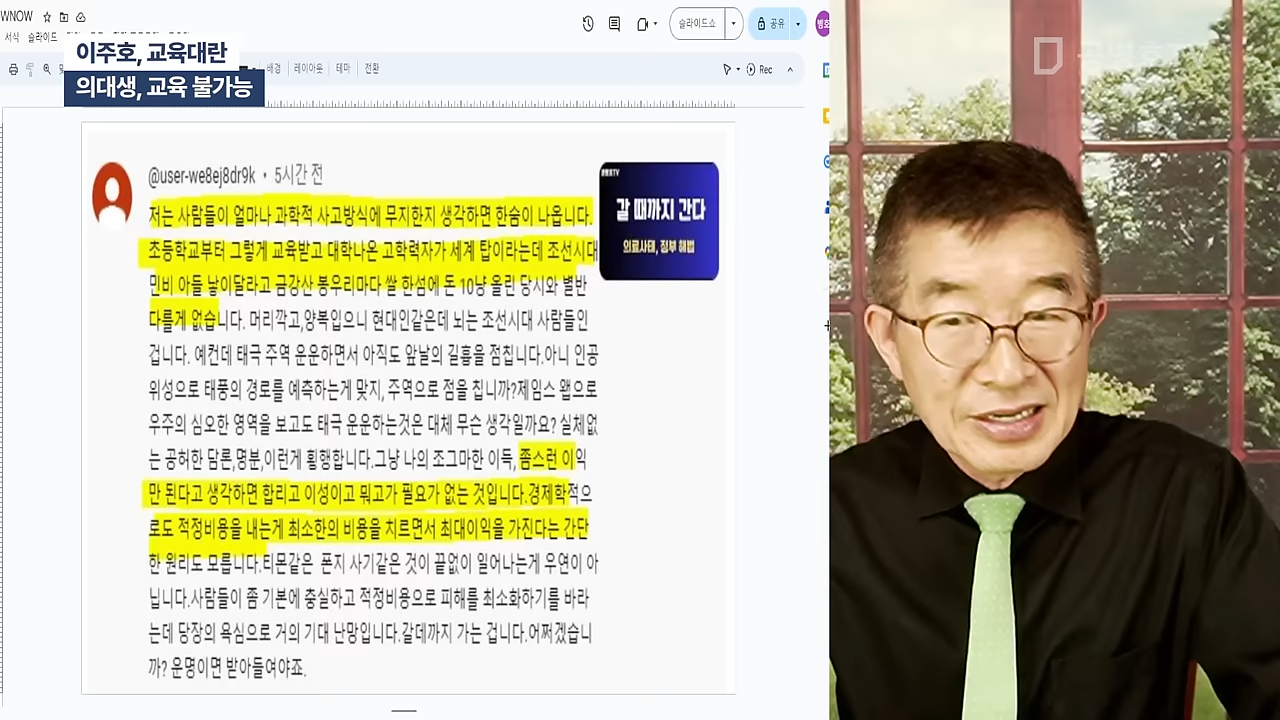 WNOW
서식 슬라이드
슬라이드쇼
공유
병호
이주호, 교육대란
의대생, 교육 불가능
배경 레이아웃 테마 전환
Rec
@user-we8ej8dr9k • 5시간 전
저는 사람들이 얼마나 과학적 사고방식에 무지한지 생각하면 한숨이 나옵니다.
초등학교부터 그렇게 교육받고 대학나온 고학력자가 세계 탑이라는데 조선시대
민비 아들 낳이달라고 금강산 봉우리마다 쌀 한섬에 돈 10냥 올린 당시와 별반
다를게 없습니다. 머리깍고,양복입으니 현대인같은데 뇌는 조선시대 사람들인
겁니다. 예컨데 태극 주역 운운하면서 아직도 앞날의 길흉을 점칩니다.아니 인공
위성으로 태풍의 경로를 예측하는게 맞지, 주역으로 점을 칩니까?제임스 웹으로
우주의 심오한 영역을 보고도 태극 운운하는것은 대체 무슨 생각일까요? 실체없
는 공허한 담론,명분,이런게 횡행합니다.그냥 나의 조그마한 이득, 좀스런 이익
만 된다고 생각하면 합리고 이성이고 뭐고가 필요가 없는 것입니다.경제학적으
로도 적정비용을 내는게 최소한의 비용을 치르면서 최대이익을 가진다는 간단
한 원리도 모릅니다.티몬같은 폰지 사기같은 것이 끝없이 일어나는게 우연이 아
닙니다.사람들이 좀 기본에 충실하고 적정비용으로 피해를 최소화하기를 바라
는데 당장의 욕심으로 거의 기대 난망입니다.갈데까지 가는 겁니다.어쩌겠습니
까? 운명이면 받아들여야죠.
공병호TV
갈 때까지 간다
의료사태, 정부 해법